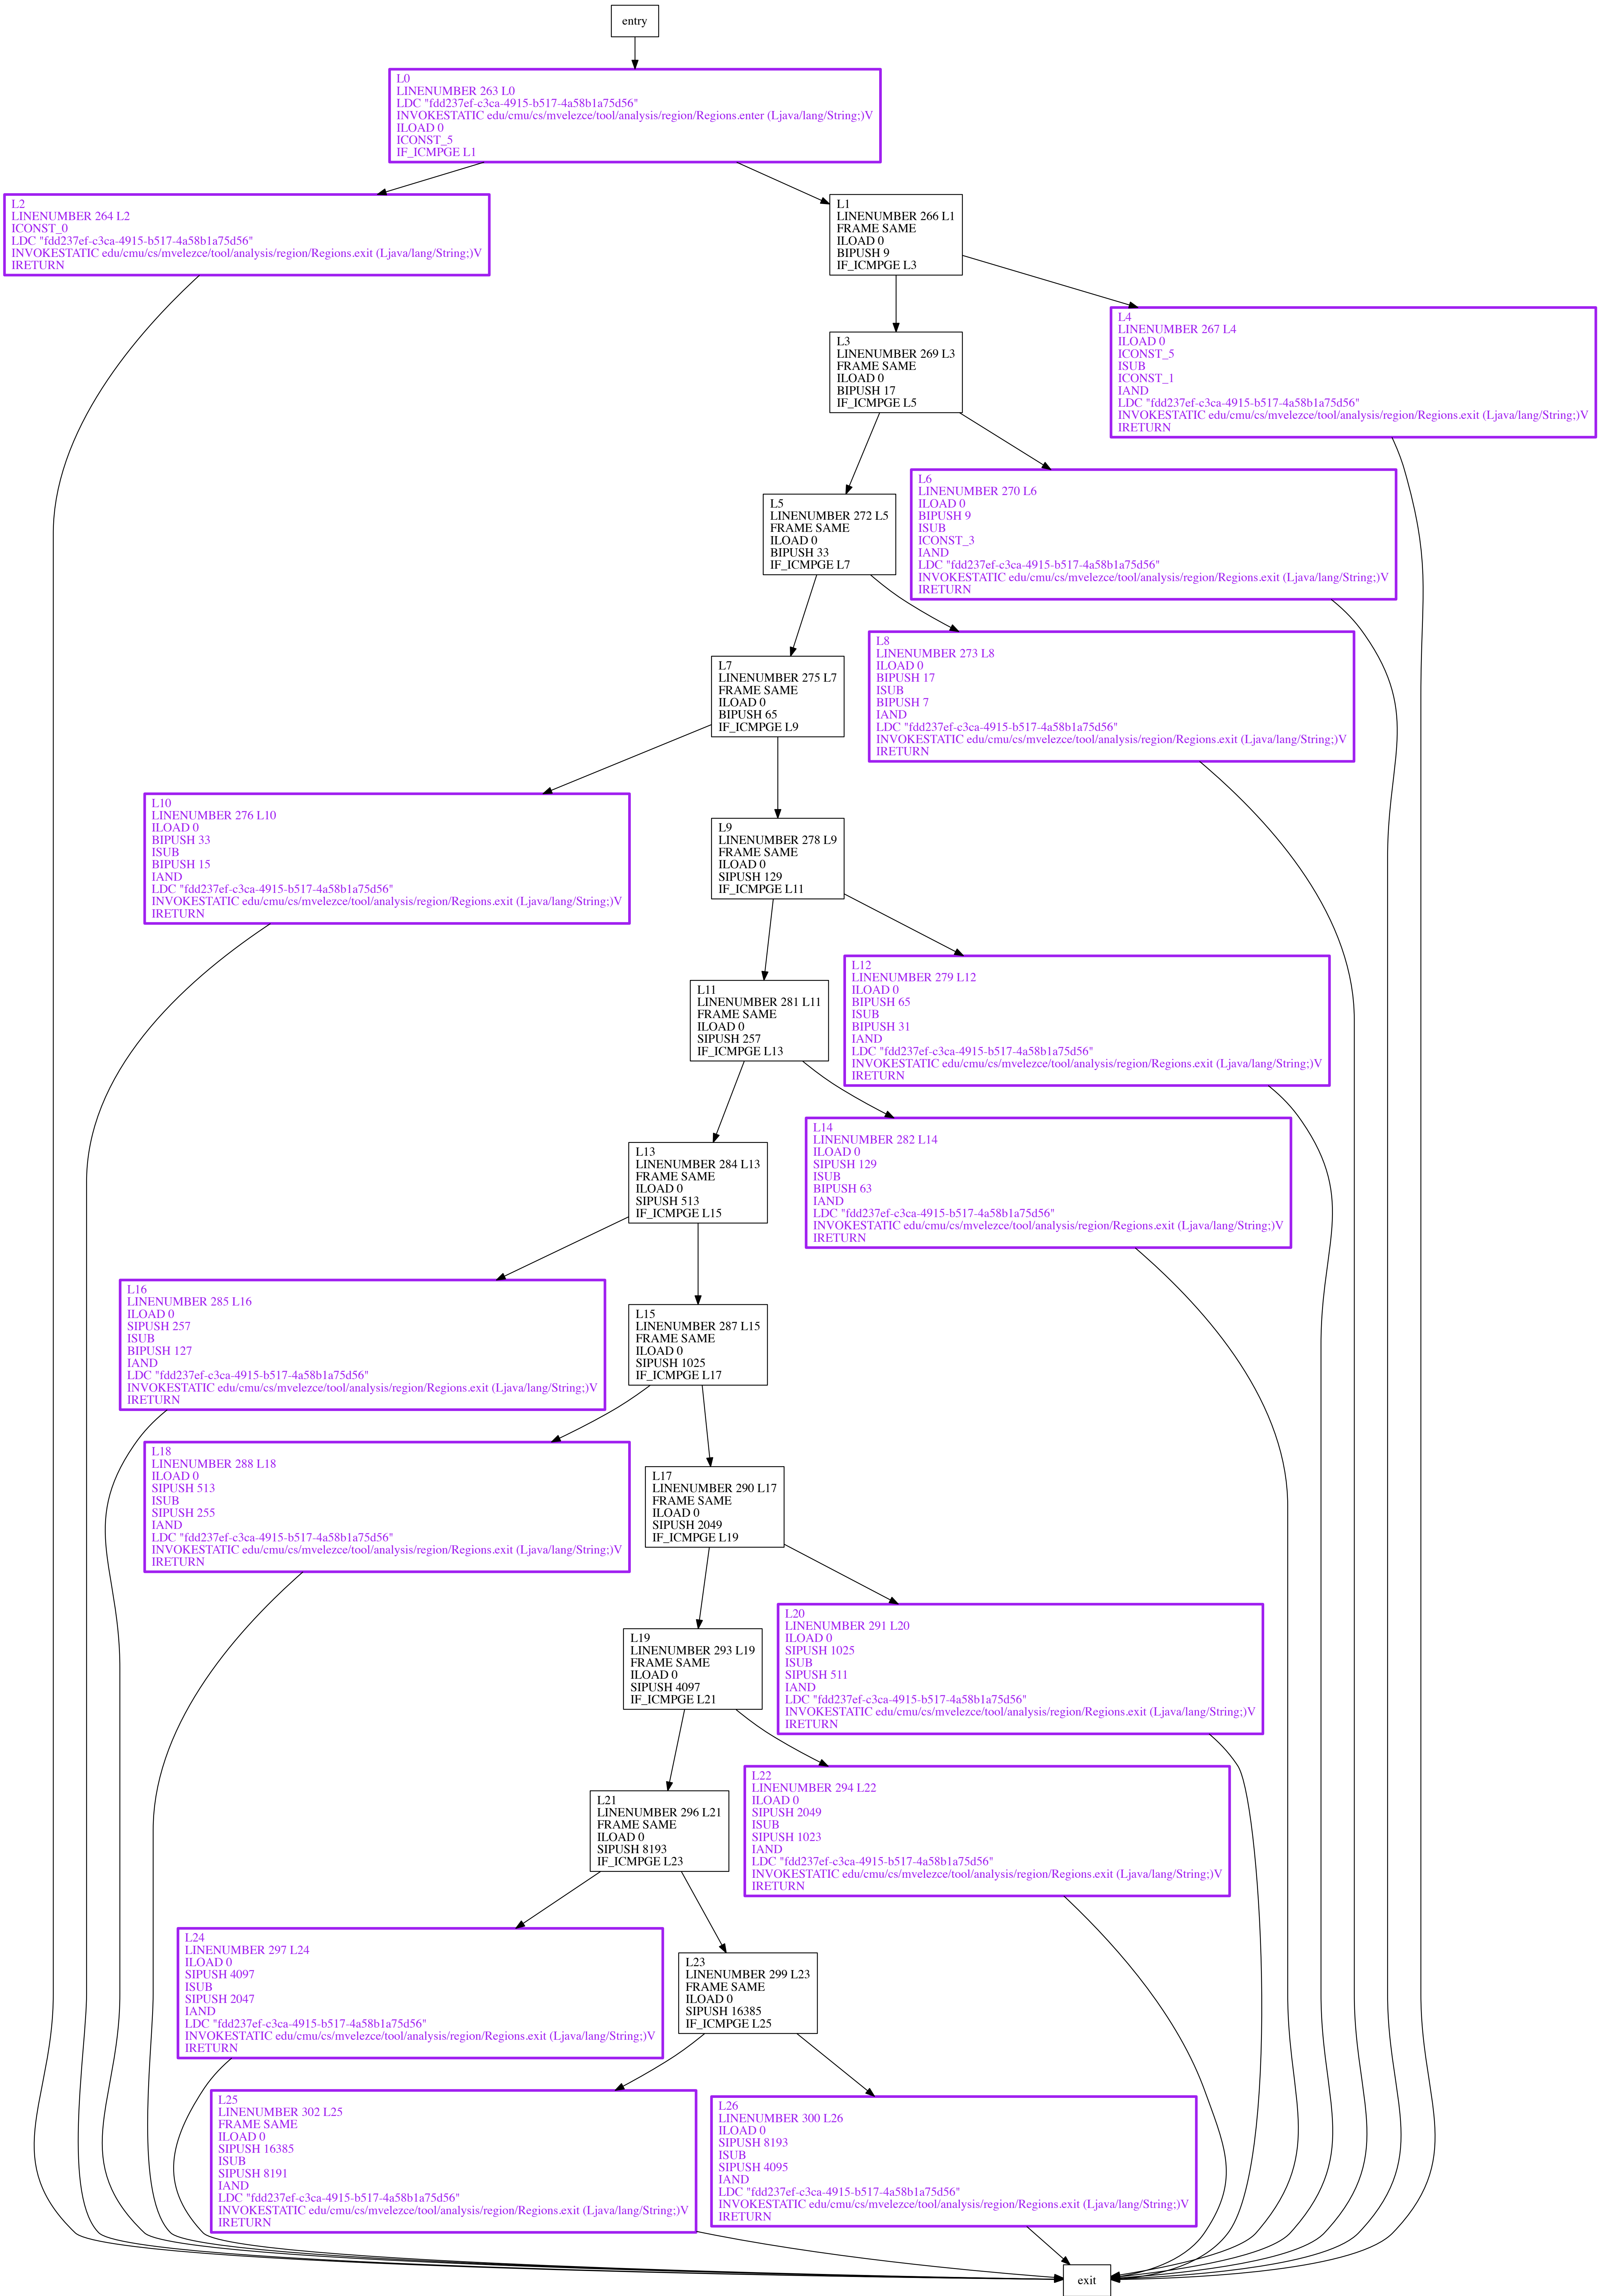 entry
L0
LINENUMBER 263 L0
LDC "fdd237ef-c3ca-4915-b517-4a58b1a75d56"
INVOKESTATIC edu/cmu/cs/mvelezce/tool/analysis/region/Regions.enter (Ljava/lang/String;)V
ILOAD 0
ICONST_5
IF_ICMPGE L1
L2
LINENUMBER 264 L2
ICONST_0
LDC "fdd237ef-c3ca-4915-b517-4a58b1a75d56"
INVOKESTATIC edu/cmu/cs/mvelezce/tool/analysis/region/Regions.exit (Ljava/lang/String;)V
IRETURN
L1
LINENUMBER 266 L1
FRAME SAME
ILOAD 0
BIPUSH 9
IF_ICMPGE L3
L4
LINENUMBER 267 L4
ILOAD 0
ICONST_5
ISUB
ICONST_1
IAND
LDC "fdd237ef-c3ca-4915-b517-4a58b1a75d56"
INVOKESTATIC edu/cmu/cs/mvelezce/tool/analysis/region/Regions.exit (Ljava/lang/String;)V
IRETURN
L3
LINENUMBER 269 L3
FRAME SAME
ILOAD 0
BIPUSH 17
IF_ICMPGE L5
L6
LINENUMBER 270 L6
ILOAD 0
BIPUSH 9
ISUB
ICONST_3
IAND
LDC "fdd237ef-c3ca-4915-b517-4a58b1a75d56"
INVOKESTATIC edu/cmu/cs/mvelezce/tool/analysis/region/Regions.exit (Ljava/lang/String;)V
IRETURN
L5
LINENUMBER 272 L5
FRAME SAME
ILOAD 0
BIPUSH 33
IF_ICMPGE L7
L8
LINENUMBER 273 L8
ILOAD 0
BIPUSH 17
ISUB
BIPUSH 7
IAND
LDC "fdd237ef-c3ca-4915-b517-4a58b1a75d56"
INVOKESTATIC edu/cmu/cs/mvelezce/tool/analysis/region/Regions.exit (Ljava/lang/String;)V
IRETURN
L7
LINENUMBER 275 L7
FRAME SAME
ILOAD 0
BIPUSH 65
IF_ICMPGE L9
L10
LINENUMBER 276 L10
ILOAD 0
BIPUSH 33
ISUB
BIPUSH 15
IAND
LDC "fdd237ef-c3ca-4915-b517-4a58b1a75d56"
INVOKESTATIC edu/cmu/cs/mvelezce/tool/analysis/region/Regions.exit (Ljava/lang/String;)V
IRETURN
L9
LINENUMBER 278 L9
FRAME SAME
ILOAD 0
SIPUSH 129
IF_ICMPGE L11
L12
LINENUMBER 279 L12
ILOAD 0
BIPUSH 65
ISUB
BIPUSH 31
IAND
LDC "fdd237ef-c3ca-4915-b517-4a58b1a75d56"
INVOKESTATIC edu/cmu/cs/mvelezce/tool/analysis/region/Regions.exit (Ljava/lang/String;)V
IRETURN
L11
LINENUMBER 281 L11
FRAME SAME
ILOAD 0
SIPUSH 257
IF_ICMPGE L13
L14
LINENUMBER 282 L14
ILOAD 0
SIPUSH 129
ISUB
BIPUSH 63
IAND
LDC "fdd237ef-c3ca-4915-b517-4a58b1a75d56"
INVOKESTATIC edu/cmu/cs/mvelezce/tool/analysis/region/Regions.exit (Ljava/lang/String;)V
IRETURN
L13
LINENUMBER 284 L13
FRAME SAME
ILOAD 0
SIPUSH 513
IF_ICMPGE L15
L16
LINENUMBER 285 L16
ILOAD 0
SIPUSH 257
ISUB
BIPUSH 127
IAND
LDC "fdd237ef-c3ca-4915-b517-4a58b1a75d56"
INVOKESTATIC edu/cmu/cs/mvelezce/tool/analysis/region/Regions.exit (Ljava/lang/String;)V
IRETURN
L15
LINENUMBER 287 L15
FRAME SAME
ILOAD 0
SIPUSH 1025
IF_ICMPGE L17
L18
LINENUMBER 288 L18
ILOAD 0
SIPUSH 513
ISUB
SIPUSH 255
IAND
LDC "fdd237ef-c3ca-4915-b517-4a58b1a75d56"
INVOKESTATIC edu/cmu/cs/mvelezce/tool/analysis/region/Regions.exit (Ljava/lang/String;)V
IRETURN
L17
LINENUMBER 290 L17
FRAME SAME
ILOAD 0
SIPUSH 2049
IF_ICMPGE L19
L20
LINENUMBER 291 L20
ILOAD 0
SIPUSH 1025
ISUB
SIPUSH 511
IAND
LDC "fdd237ef-c3ca-4915-b517-4a58b1a75d56"
INVOKESTATIC edu/cmu/cs/mvelezce/tool/analysis/region/Regions.exit (Ljava/lang/String;)V
IRETURN
L19
LINENUMBER 293 L19
FRAME SAME
ILOAD 0
SIPUSH 4097
IF_ICMPGE L21
L22
LINENUMBER 294 L22
ILOAD 0
SIPUSH 2049
ISUB
SIPUSH 1023
IAND
LDC "fdd237ef-c3ca-4915-b517-4a58b1a75d56"
INVOKESTATIC edu/cmu/cs/mvelezce/tool/analysis/region/Regions.exit (Ljava/lang/String;)V
IRETURN
L21
LINENUMBER 296 L21
FRAME SAME
ILOAD 0
SIPUSH 8193
IF_ICMPGE L23
L24
LINENUMBER 297 L24
ILOAD 0
SIPUSH 4097
ISUB
SIPUSH 2047
IAND
LDC "fdd237ef-c3ca-4915-b517-4a58b1a75d56"
INVOKESTATIC edu/cmu/cs/mvelezce/tool/analysis/region/Regions.exit (Ljava/lang/String;)V
IRETURN
L23
LINENUMBER 299 L23
FRAME SAME
ILOAD 0
SIPUSH 16385
IF_ICMPGE L25
L25
LINENUMBER 302 L25
FRAME SAME
ILOAD 0
SIPUSH 16385
ISUB
SIPUSH 8191
IAND
LDC "fdd237ef-c3ca-4915-b517-4a58b1a75d56"
INVOKESTATIC edu/cmu/cs/mvelezce/tool/analysis/region/Regions.exit (Ljava/lang/String;)V
IRETURN
L26
LINENUMBER 300 L26
ILOAD 0
SIPUSH 8193
ISUB
SIPUSH 4095
IAND
LDC "fdd237ef-c3ca-4915-b517-4a58b1a75d56"
INVOKESTATIC edu/cmu/cs/mvelezce/tool/analysis/region/Regions.exit (Ljava/lang/String;)V
IRETURN
exit